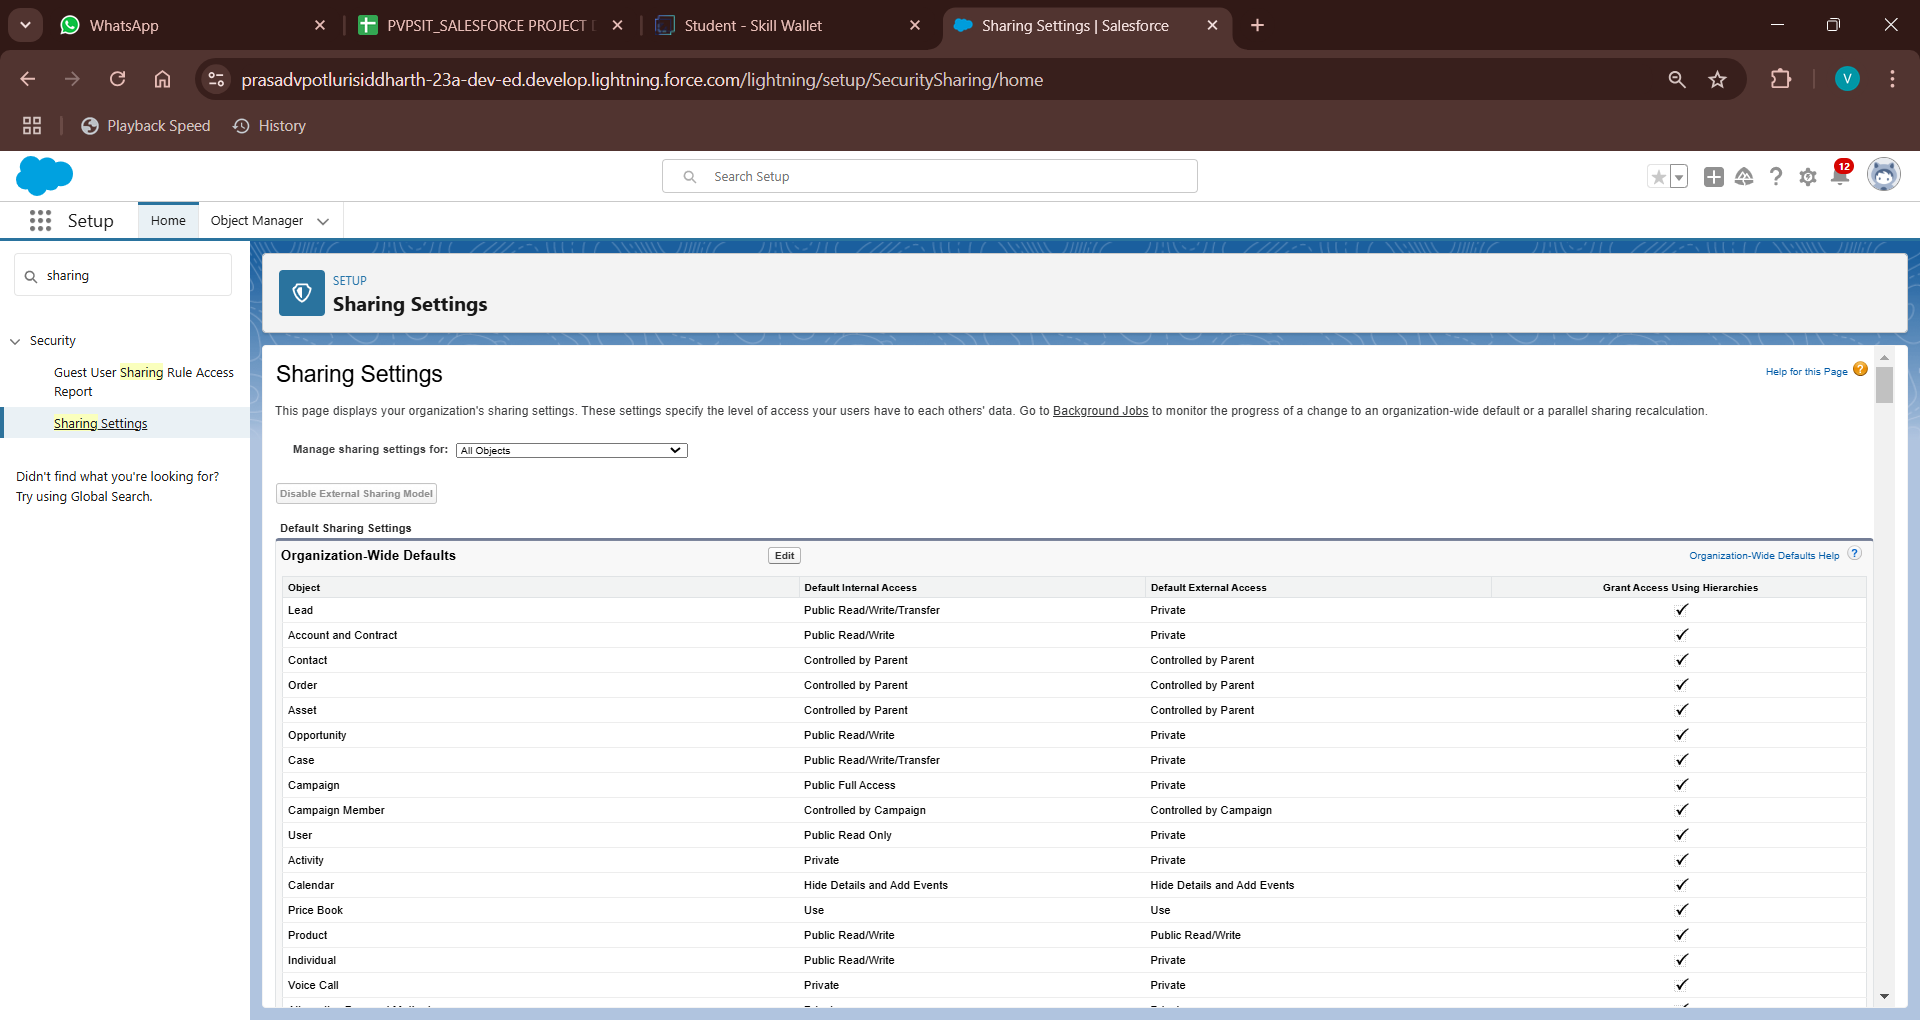 WhatsApp
PVPSIT_SALESFORCE PROJECT
Student - Skill Wallet
Sharing Settings | Salesforce
prasadvpotlurisiddharth-23a-dev-ed.develop.lightning.force.com/lightning/setup/SecuritySharing/home
V
Playback Speed
History
Search Setup
12
Setup
Home
Object Manager
sharing
Security
Guest User Sharing Rule Access
Report
Sharing Settings
Didn't find what you're looking for?
Try using Global Search.
SETUP
Sharing Settings
Sharing Settings
Help for this Page ?
This page displays your organization's sharing settings. These settings specify the level of access your users have to each others' data. Go to Background Jobs to monitor the progress of a change to an organization-wide default or a parallel sharing recalculation.
Manage sharing settings for: All Objects
Disable External Sharing Model
Default Sharing Settings
Organization-Wide Defaults Edit Organization-Wide Defaults Help ?
Object Default Internal Access Default External Access Grant Access Using Hierarchies
Lead Public Read/Write/Transfer Private
Account and Contract Public Read/Write Private
Contact Controlled by Parent Controlled by Parent
Order Controlled by Parent Controlled by Parent
Asset Controlled by Parent Controlled by Parent
Opportunity Public Read/Write Private
Case Public Read/Write/Transfer Private
Campaign Public Full Access Private
Campaign Member Controlled by Campaign Controlled by Campaign
User Public Read Only Private
Activity Private Private
Calendar Hide Details and Add Events Hide Details and Add Events
Price Book Use Use
Product Public Read/Write Public Read/Write
Individual Public Read/Write Private
Voice Call Private Private